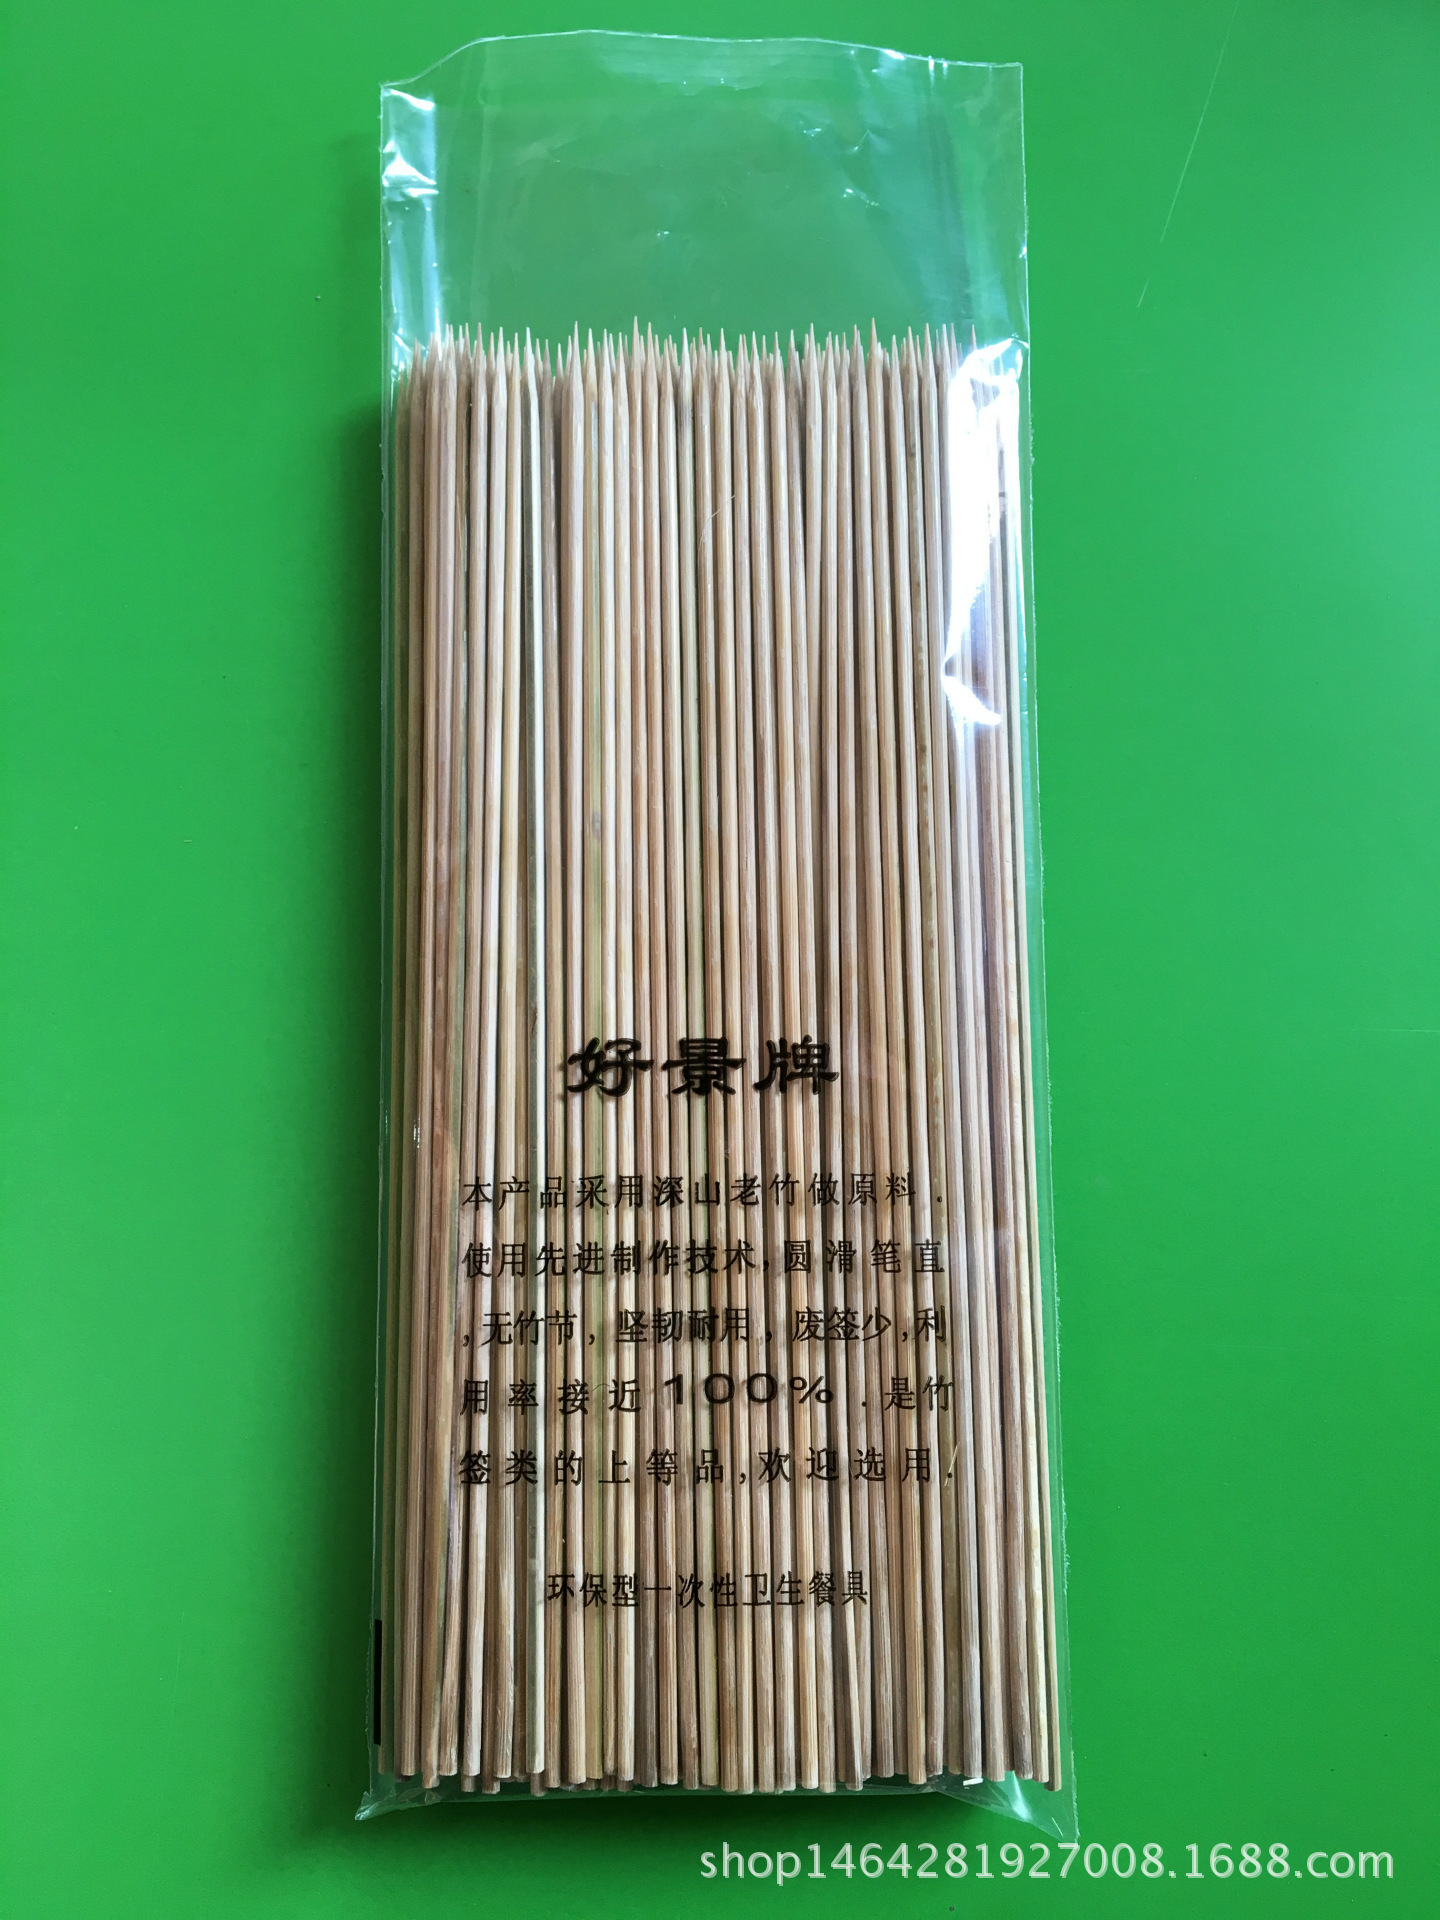 好景牌
本产品采用深山老竹做原料.
使用先进制作技术,圆滑笔直
,无竹节,坚韧耐用,废签少,利
用率接近100%.是竹
签类的上等品,欢迎选用.
环保型一次性卫生餐具
shop1464281927008.1688.com